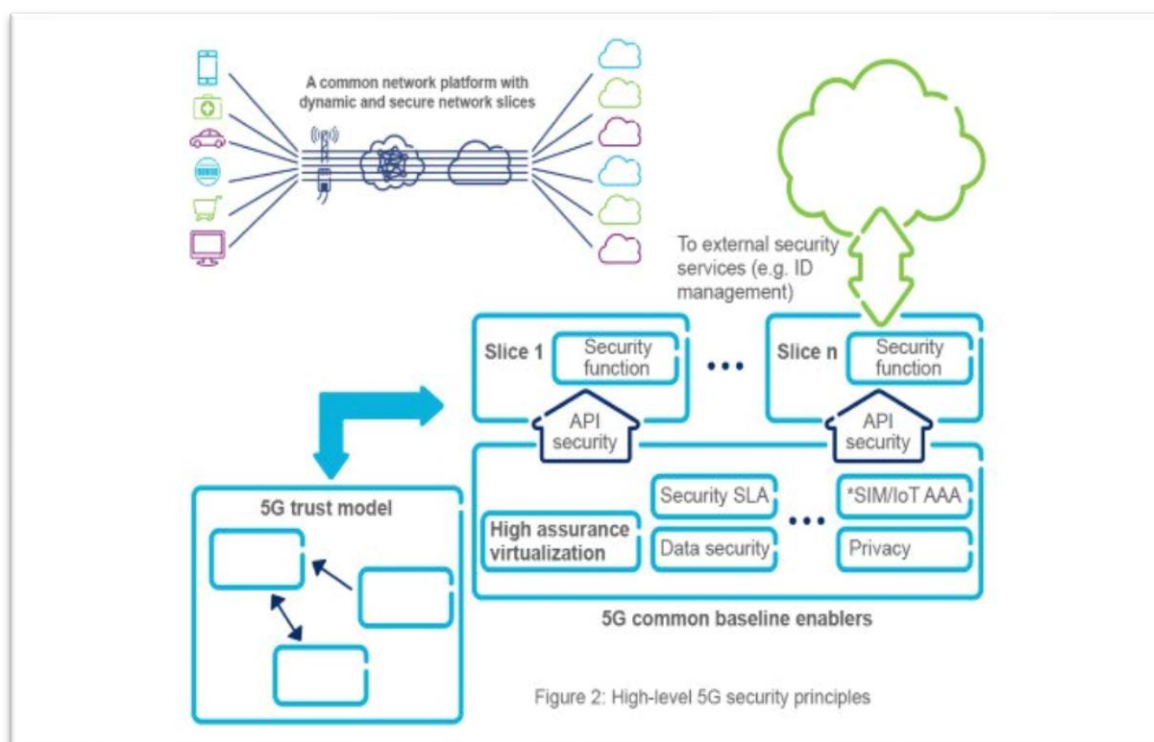 A common network platform with
dynamic and secure network slices
To external security
services (e.g. ID
management)
Slice 1
Security
function
Slice n
Security
function
API
security
API
security
5G trust model
High assurance
virtualization
Security SLA
Data security
*SIM/IoT AAA
Privacy
5G common baseline enablers
Figure 2: High-level 5G security principles